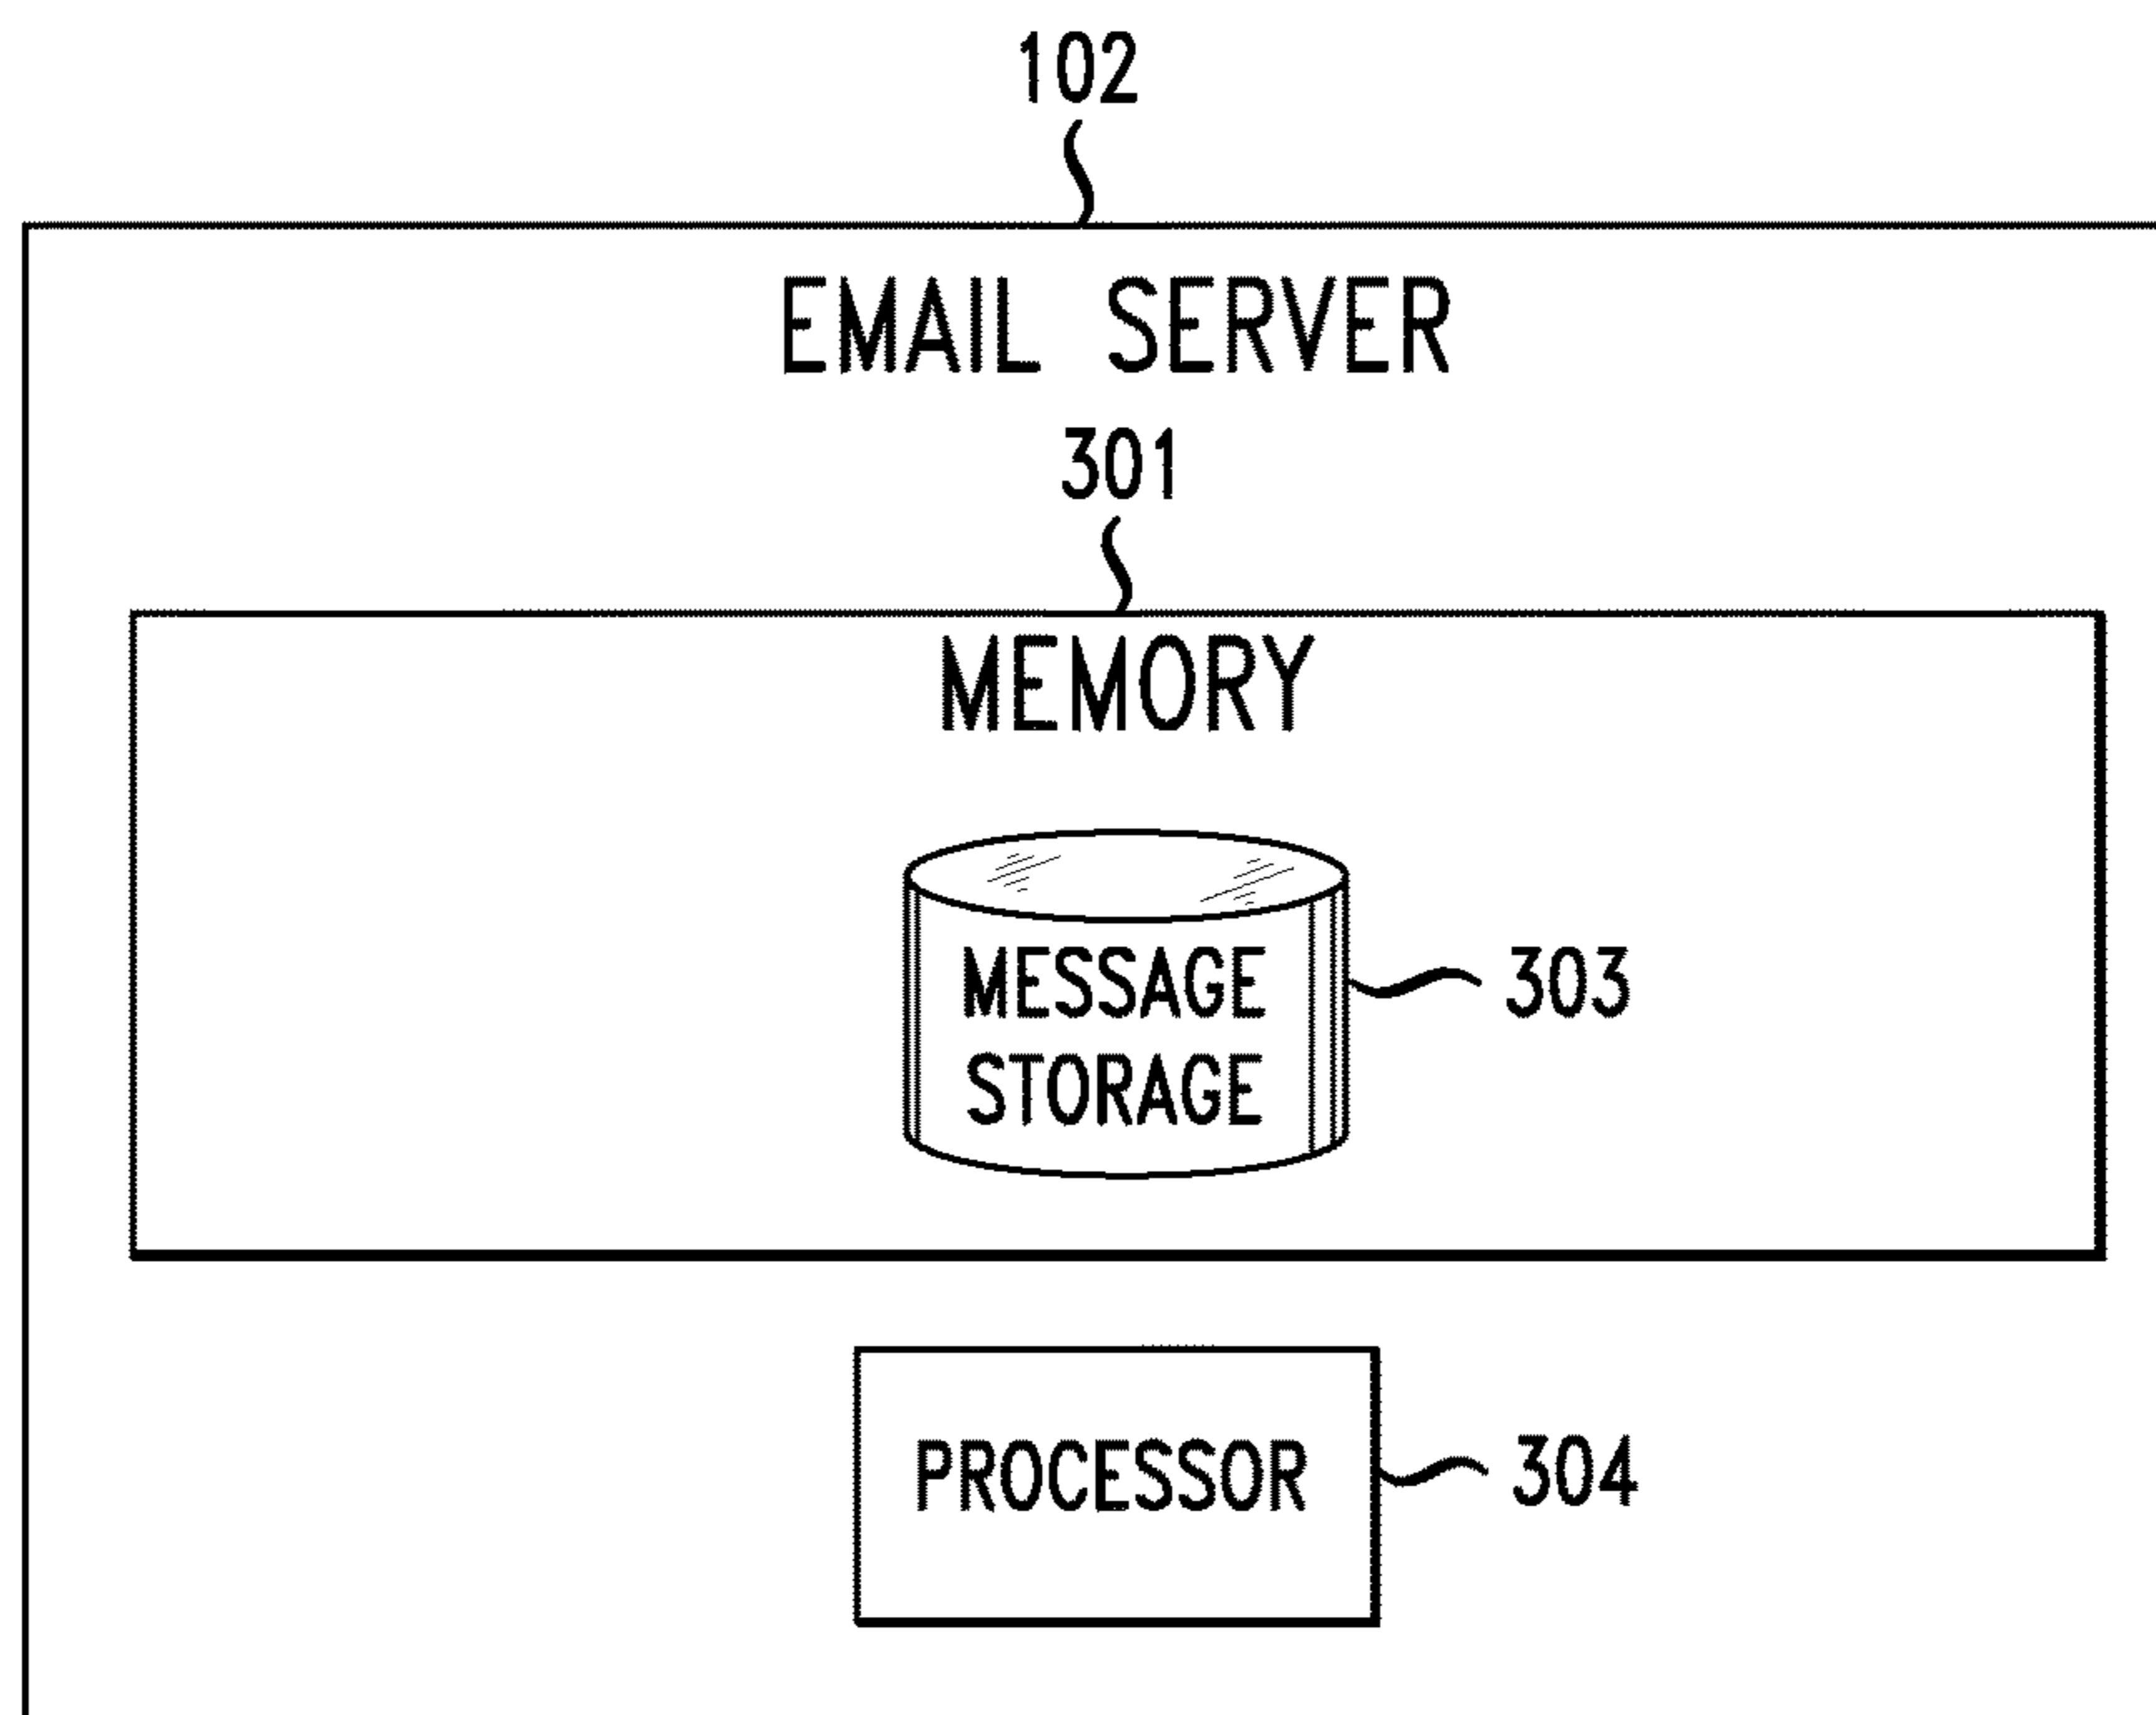 102
EMAIL SERVER
301
MEMORY
MESSAGE
STORAGE
303
PROCESSOR
304